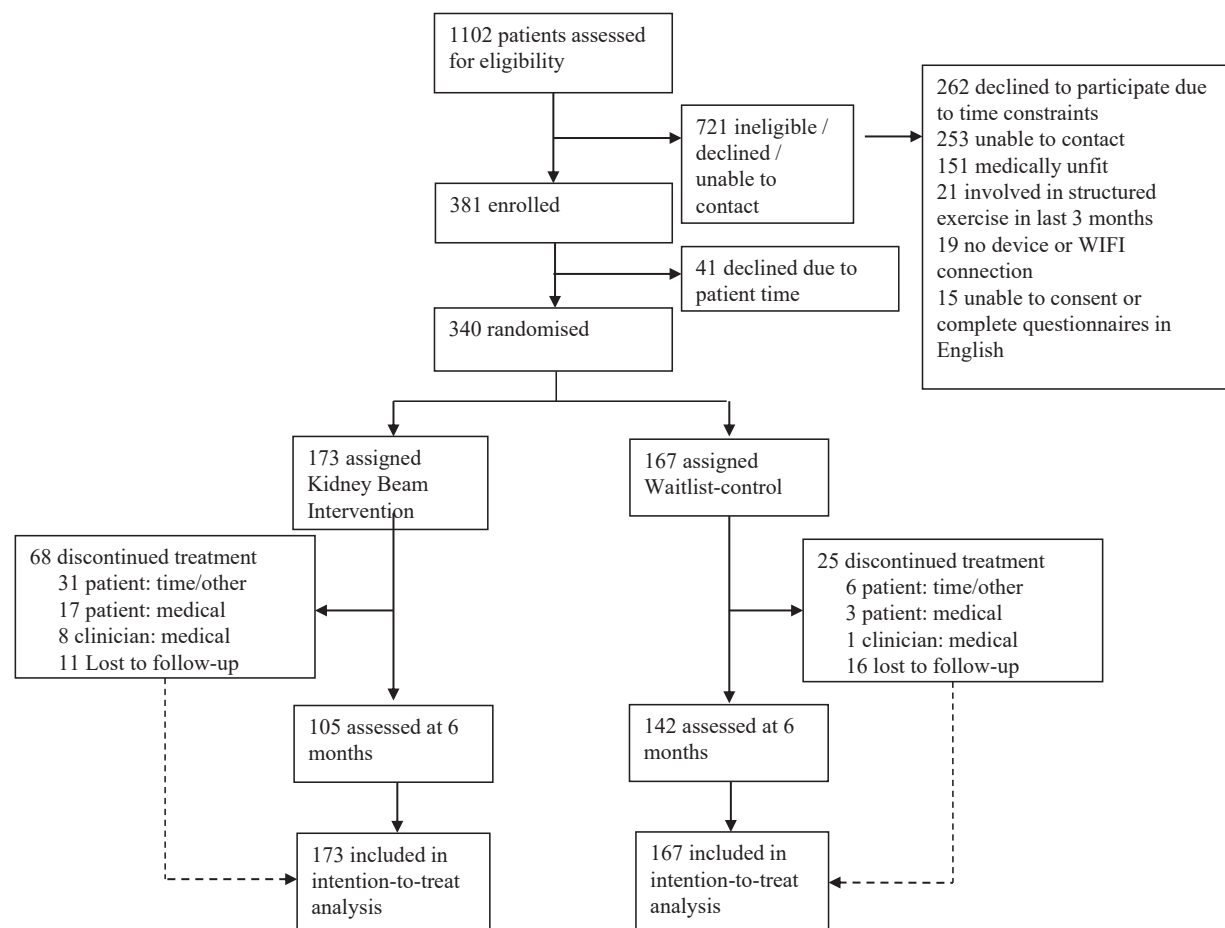 1102 patients assessed
for eligibility
721 ineligible /
declined /
unable to
contact
262 declined to participate due
to time constraints
253 unable to contact
151 medically unfit
21 involved in structured
exercise in last 3 months
19 no device or WIFI
connection
15 unable to consent or
complete questionnaires in
English
381 enrolled
41 declined due to
patient time
340 randomised
173 assigned
Kidney Beam
Intervention
167 assigned
Waitlist-control
68 discontinued treatment
31 patient: time/other
17 patient: medical
8 clinician: medical
11 Lost to follow-up
25 discontinued treatment
6 patient: time/other
3 patient: medical
1 clinician: medical
16 lost to follow-up
105 assessed at 6
months
142 assessed at 6
months
173 included in
intention-to-treat
analysis
167 included in
intention-to-treat
analysis